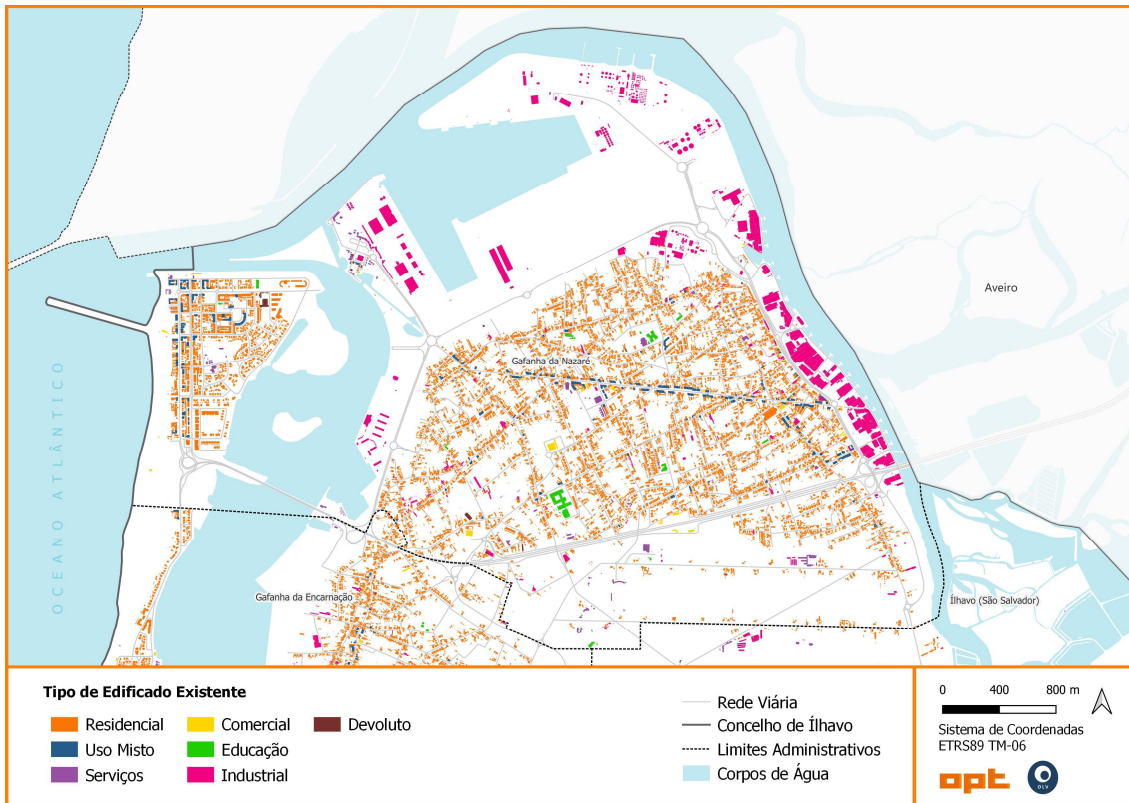 Aveiro
OCEANO ATLÂNTICO
Gafanha da Nazaré
Gafanha da Encarnação
Ílhavo (São Salvador)
Tipo de Edificado Existente
Residencial
Uso Misto
Serviços
Comercial
Educação
Industrial
Devoluto
Rede Viária
Concelho de Ílhavo
Limites Administrativos
Corpos de Água
0 400 800 m
Sistema de Coordenadas
ETRS89 TM-06
opt
OLV